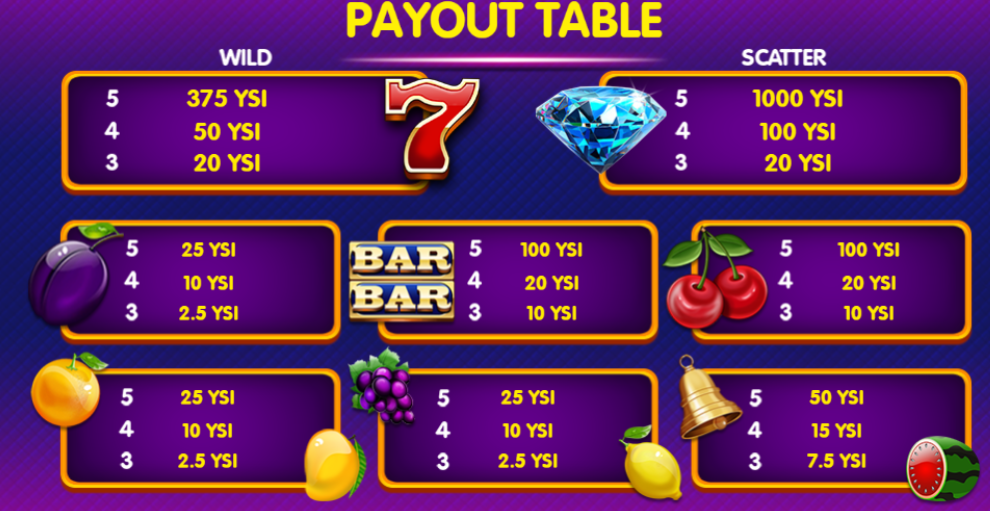 PAYOUT TABLE
WILD
5 375 YSI
4 50 YSI
3 20 YSI
SCATTER
5 1000 YSI
4 100 YSI
3 20 YSI
5 25 YSI
4 10 YSI
3 2.5 YSI
BAR
BAR
5 100 YSI
4 20 YSI
3 10 YSI
5 100 YSI
4 20 YSI
3 10 YSI
5 25 YSI
4 10 YSI
3 2.5 YSI
5 25 YSI
4 10 YSI
3 2.5 YSI
5 50 YSI
4 15 YSI
3 7.5 YSI
7